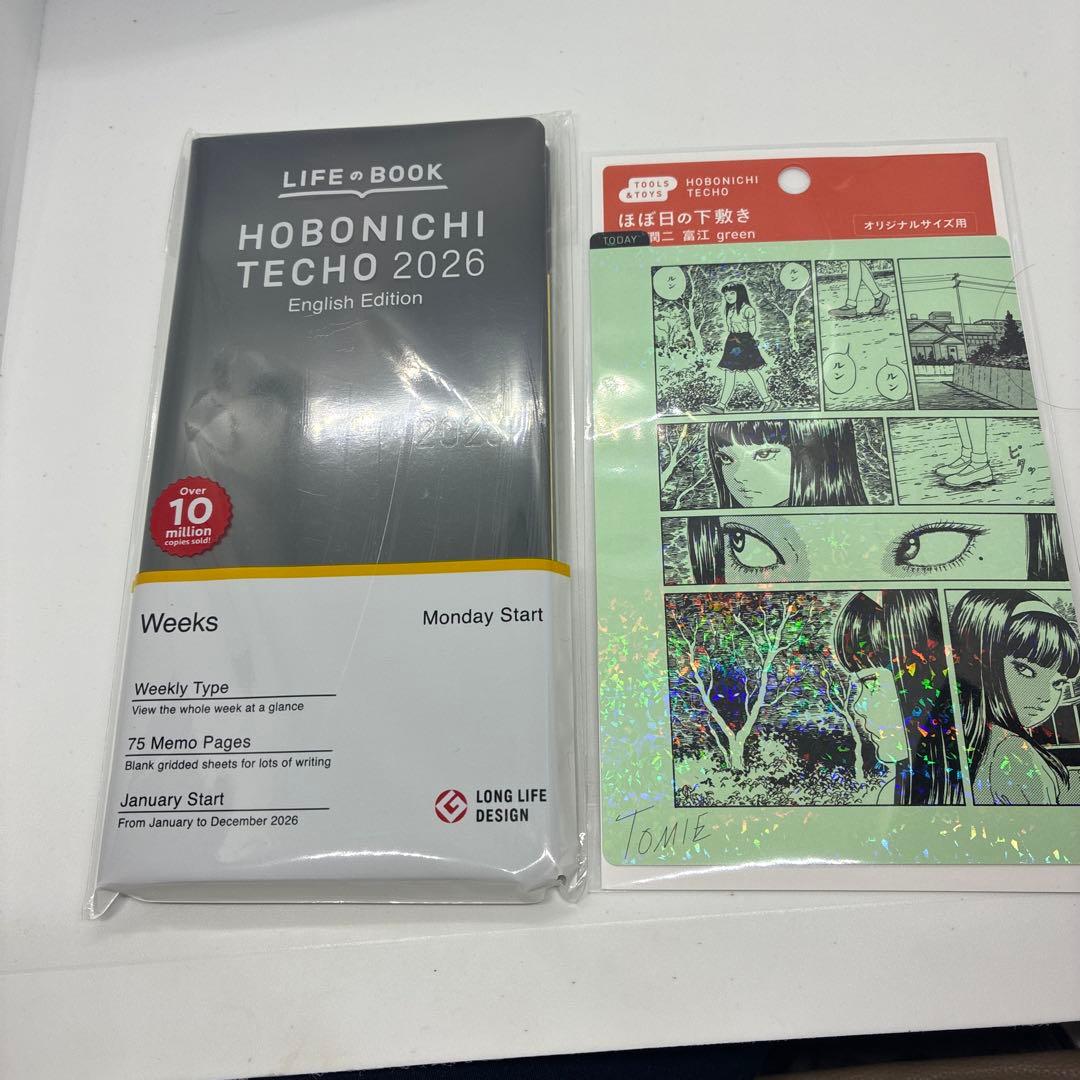 LIFEのBOOK
HOBONICHI
TECHO 2026
English Edition
Over
10
million
copies sold!
Weeks
Monday Start
Weekly Type
View the whole week at a glance
75 Memo Pages
Blank gridded sheets for lots of writing
January Start
From January to December 2026
LONG LIFE
DESIGN
TOOLS
&TOYS
HOBONICHI
TECHO
ほぼ日の下敷き
潤二 富江 green
オリジナルサイズ用
TODAY
ルン
ルン
ルン
ルン
ピタッ
TOMIE